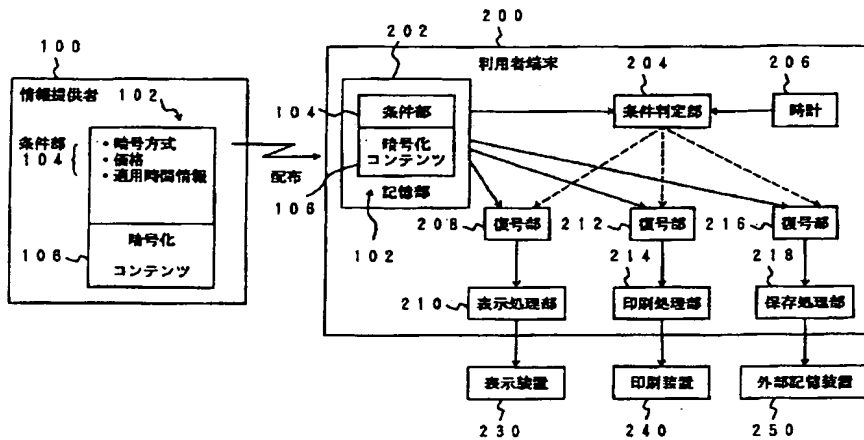 100
情報提供者
102
条件部
104
・暗号方式
・価格
・適用時間情報
暗号化
コンテンツ
106
配布
200
利用者端末
202
104
条件部
暗号化
コンテンツ
106
記憶部
102
204
条件判定部
206
時計
208
復号部
212
復号部
216
復号部
210
表示処理部
214
印刷処理部
218
保存処理部
表示装置
230
印刷装置
240
外部記憶装置
250